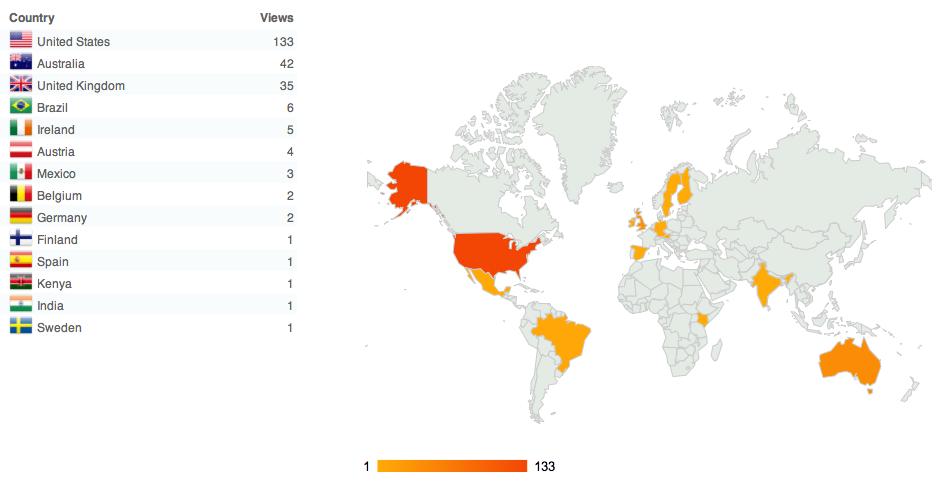 Country Views
United States 133
Australia 42
United Kingdom 35
Brazil 6
Ireland 5
Austria 4
Mexico 3
Belgium 2
Germany 2
Finland 1
Spain 1
Kenya 1
India 1
Sweden 1
1 133